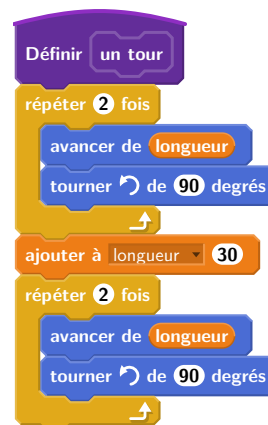 Définir un tour
répéter 2 fois
avancer de longueur
tourner de 90 degrés
ajouter à longueur 30
répéter 2 fois
avancer de longueur
tourner de 90 degrés